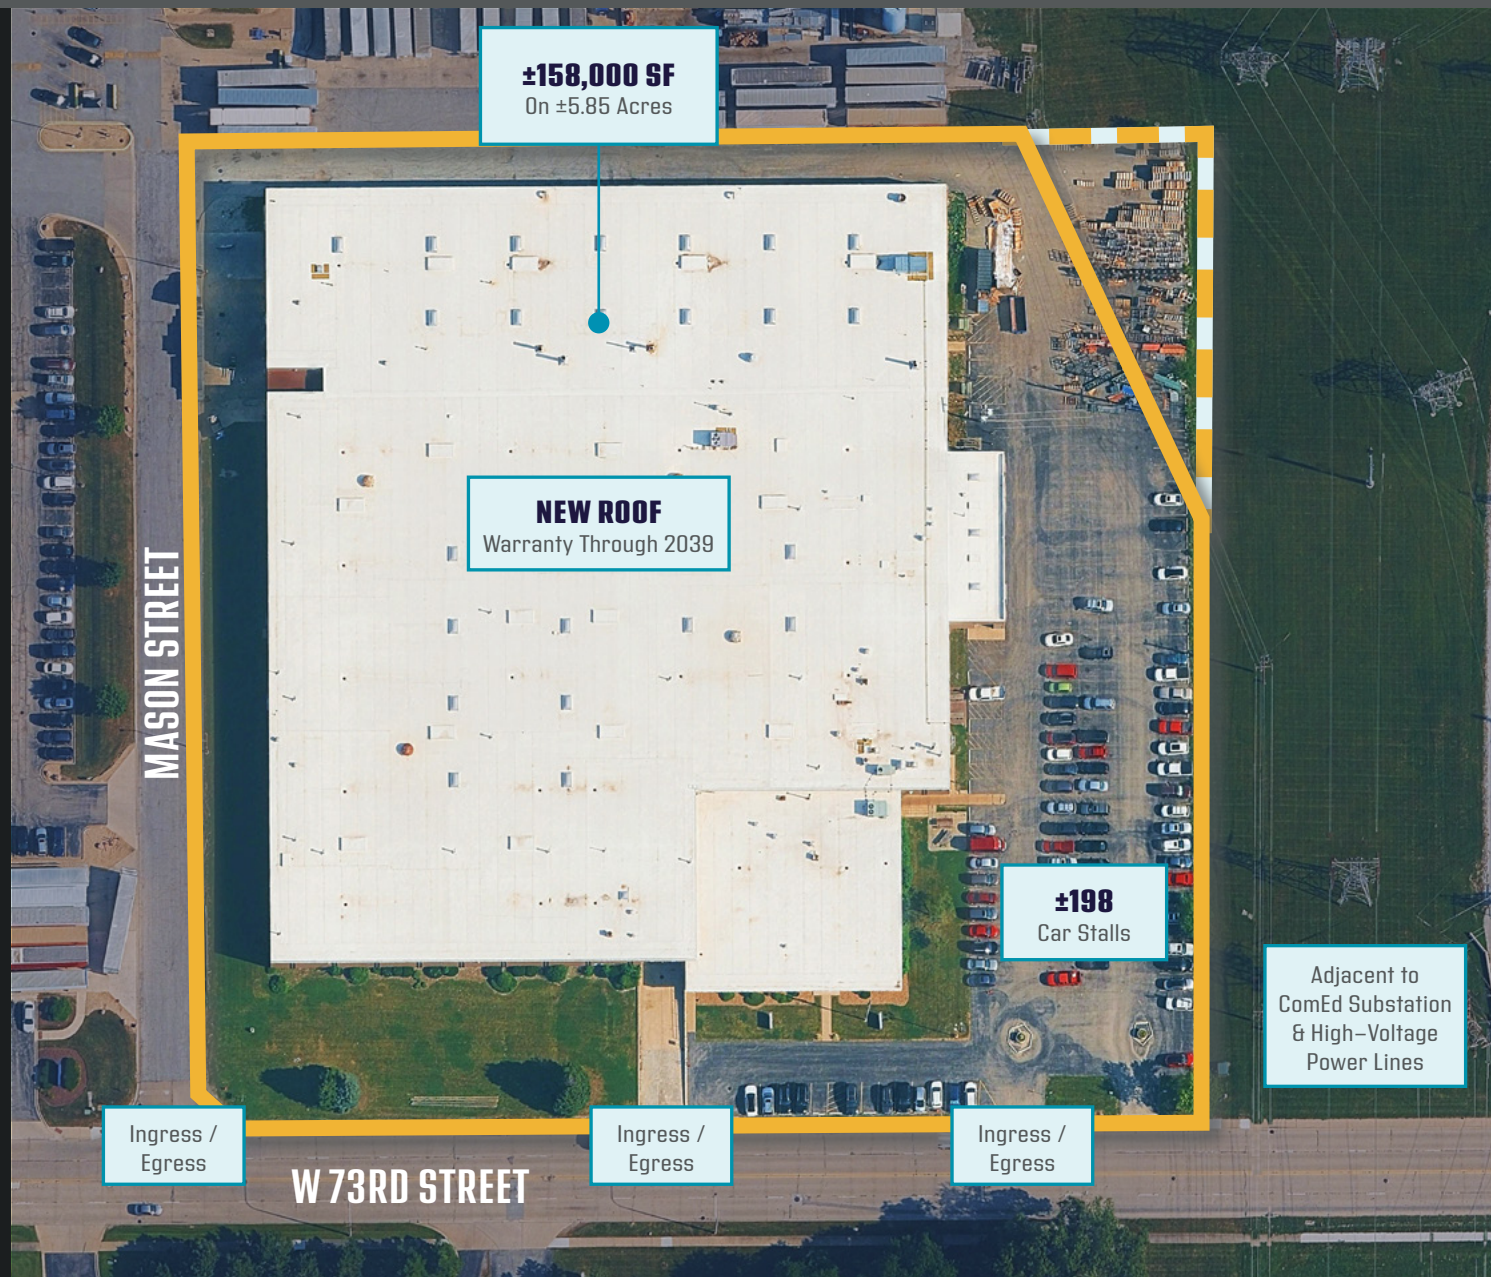 ±158,000 SF
On ±5.85 Acres
NEW ROOF
Warranty Through 2039
MASON STREET
±198
Car Stalls
Adjacent to
ComEd Substation
& High-Voltage
Power Lines
Ingress /
Egress
Ingress /
Egress
Ingress /
Egress
W 73RD STREET